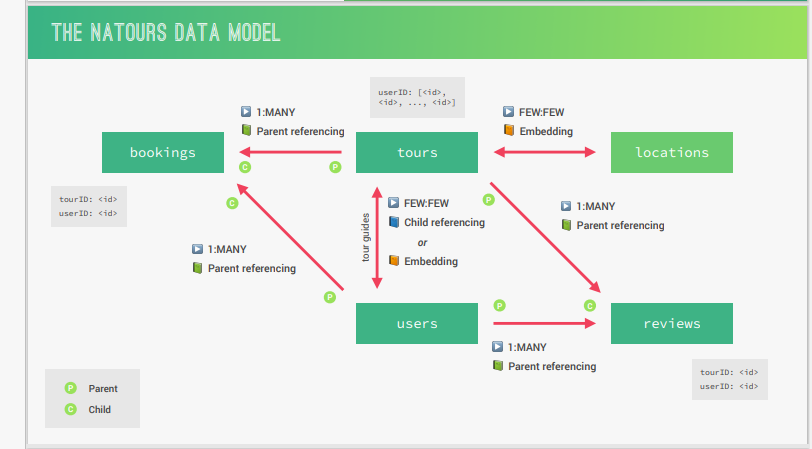 THE NATOURS DATA MODEL
userID: [<id>,
<id>, ..., <id>]
1:MANY
Parent referencing
FEW:FEW
Embedding
bookings
tours
locations
C
P
tourID: <id>
userID: <id>
C
tour guides
FEW:FEW
Child referencing
or
Embedding
P
1:MANY
Parent referencing
1:MANY
Parent referencing
P
P
C
users
reviews
1:MANY
Parent referencing
tourID: <id>
userID: <id>
P Parent
C Child